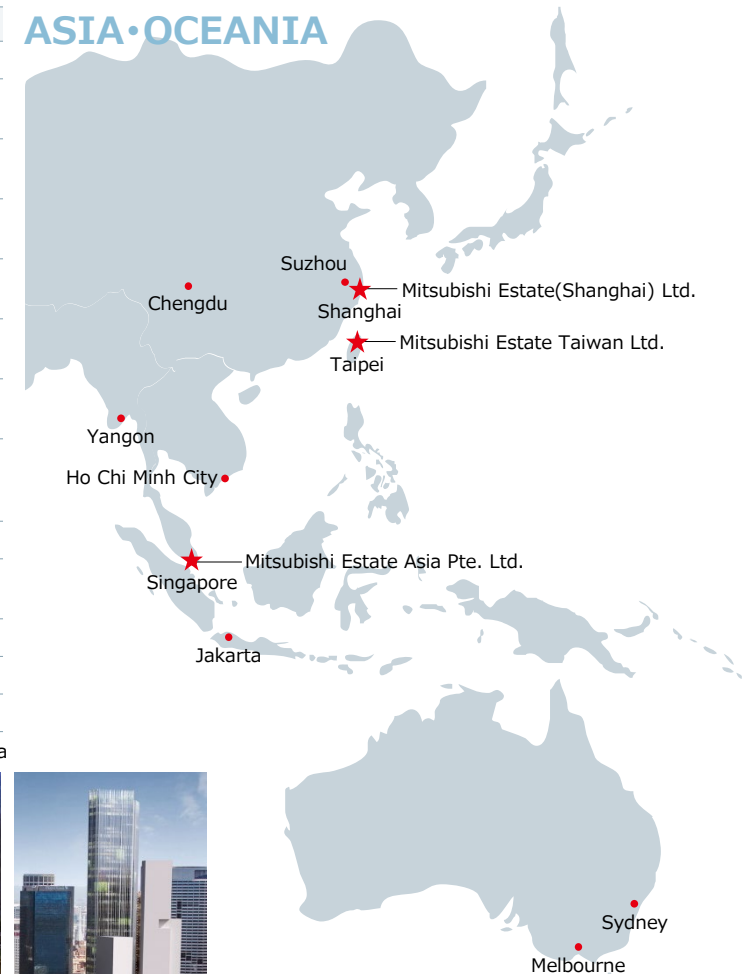 ASIA・OCEANIA
Suzhou
Chengdu
Mitsubishi Estate(Shanghai) Ltd.
Shanghai
Mitsubishi Estate Taiwan Ltd.
Taipei
Yangon
Ho Chi Minh City
Mitsubishi Estate Asia Pte. Ltd.
Singapore
Jakarta
a
Sydney
Melbourne